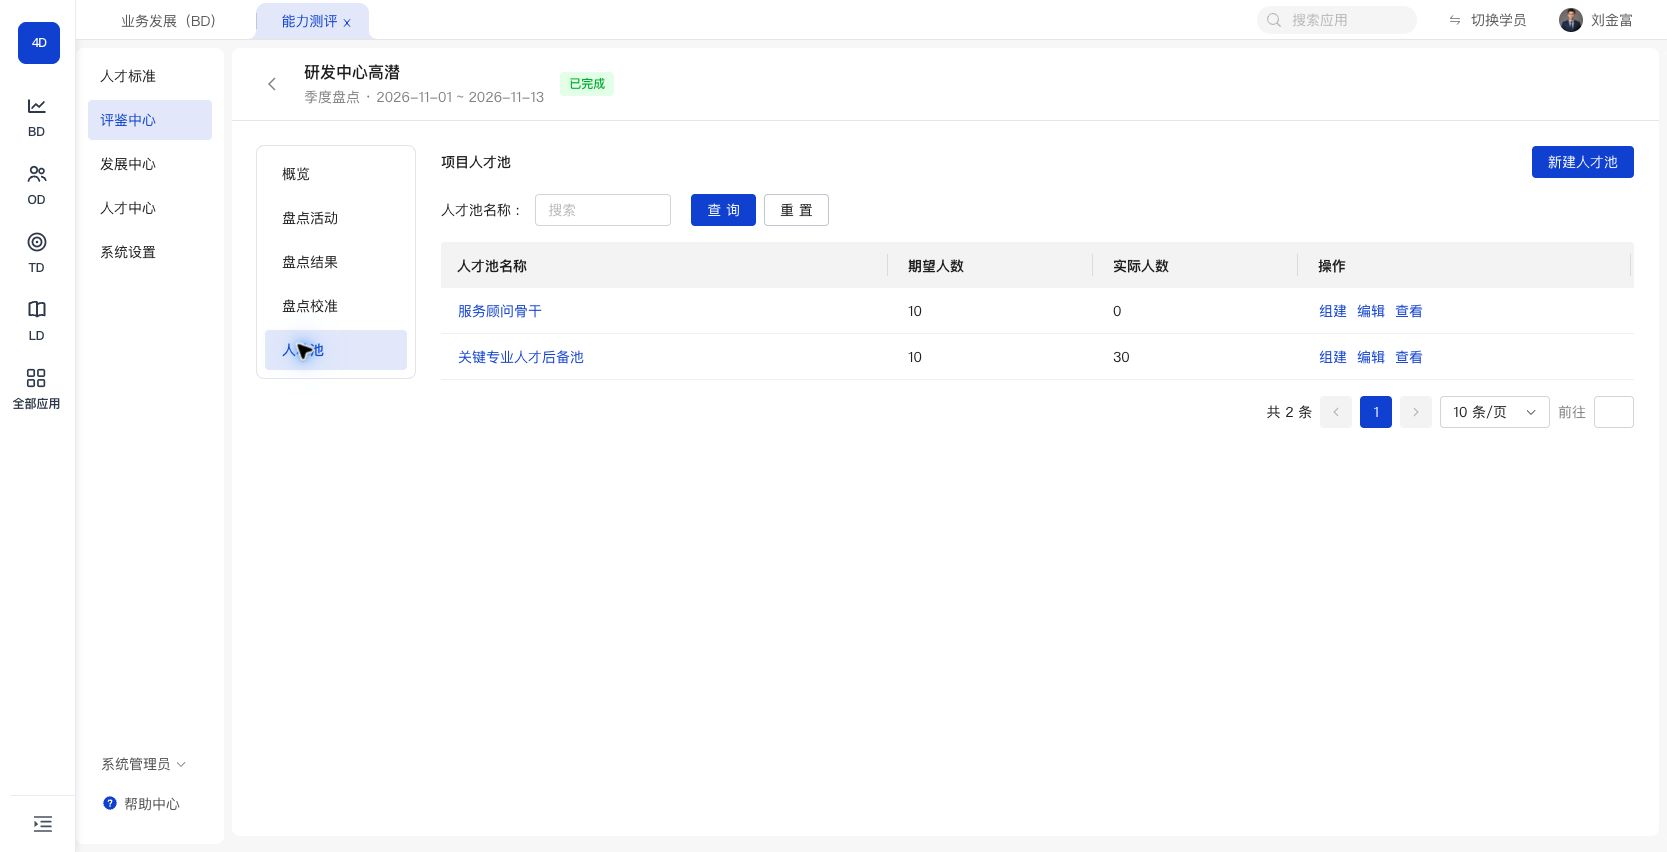 4D
BD
OD
TD
LD
全部应用
业务发展（BD）
能力测评 x
搜索应用
切换学员
刘金富
人才标准
评鉴中心
发展中心
人才中心
系统设置
系统管理员
? 帮助中心
研发中心高潜
季度盘点 · 2026-11-01 ~ 2026-11-13
已完成
概览
盘点活动
盘点结果
盘点校准
人才池
项目人才池
新建人才池
人才池名称：
搜索
查 询
重 置
人才池名称 期望人数 实际人数 操作
服务顾问骨干 10 0 组建 编辑 查看
关键专业人才后备池 10 30 组建 编辑 查看
共 2 条 < 1 > 10 条/页 前往